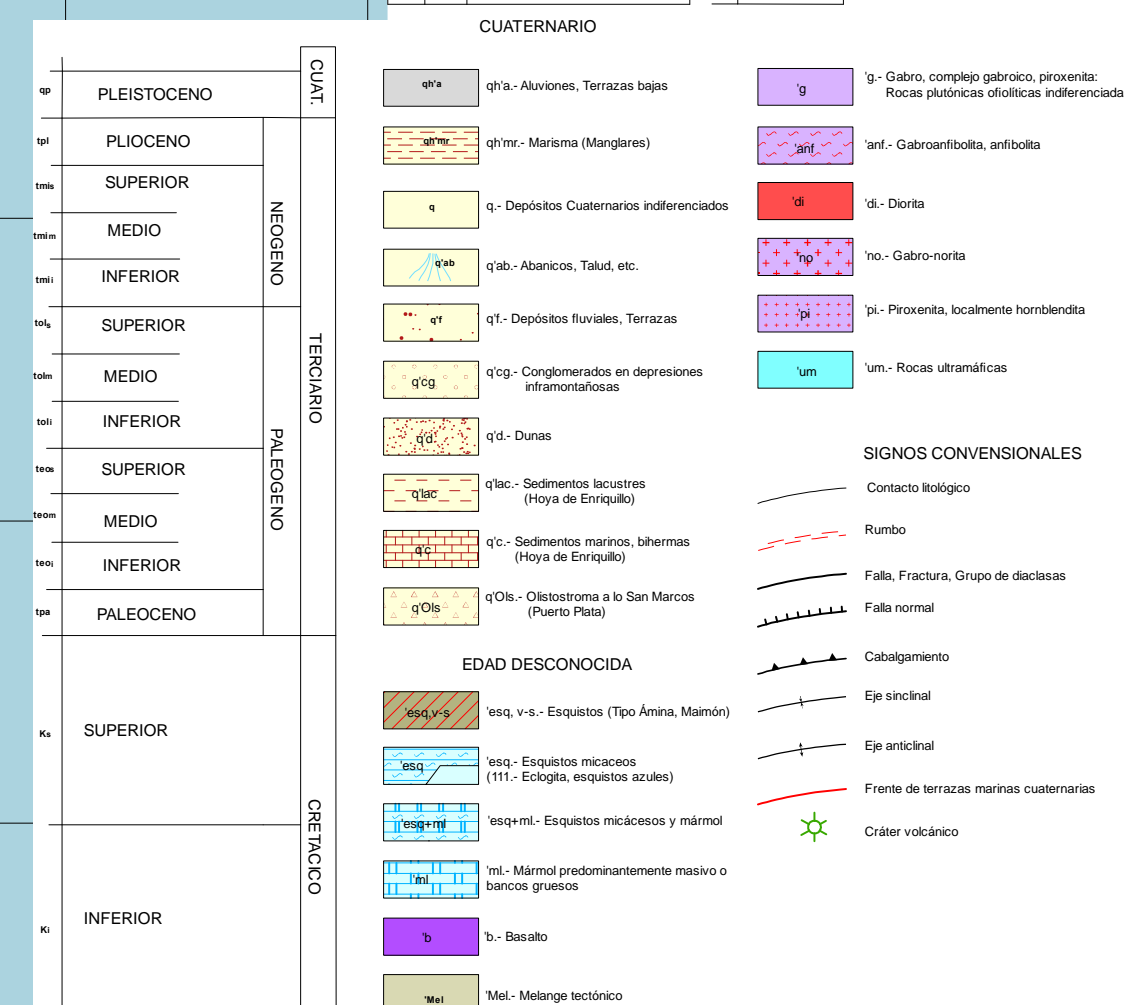 CUATERNARIO
qp
PLEISTOCENO
CUAT.
tpl
PLIOCENO
tmis
SUPERIOR
tmim
MEDIO
tmii
INFERIOR
NEOGENO
tols
SUPERIOR
tolm
MEDIO
toli
INFERIOR
teos
SUPERIOR
teom
MEDIO
teoi
INFERIOR
tpa
PALEOCENO
PALEOGENO
TERCIARIO
Ks
SUPERIOR
Ki
INFERIOR
CRETACICO
qh'a
qh'a.- Aluviones, Terrazas bajas
qh'mr
qh'mr.- Marisma (Manglares)
q
q.- Depósitos Cuaternarios indiferenciados
q'ab
q'ab.- Abanicos, Talud, etc.
q'f
q'f.- Depósitos fluviales, Terrazas
q'cg
q'cg.- Conglomerados en depresiones
inframontañosas
q'd
q'd.- Dunas
q'lac
q'lac.- Sedimentos lacustres
(Hoya de Enriquillo)
q'c
q'c.- Sedimentos marinos, bihermas
(Hoya de Enriquillo)
q'Ols
q'Ols.- Olistostroma a lo San Marcos
(Puerto Plata)
EDAD DESCONOCIDA
'esq,v-s
'esq, v-s.- Esquistos (Tipo Ámina, Maimón)
'esq
'esq.- Esquistos micaceos
(111.- Eclogita, esquistos azules)
'esq+ml
'esq+ml.- Esquistos micácesos y mármol
'ml
'ml.- Mármol predominantemente masivo o
bancos gruesos
'b
'b.- Basalto
'Mel
'Mel.- Melange tectónico
'g
'g.- Gabro, complejo gabroico, piroxenita:
Rocas plutónicas ofiolíticas indiferenciada
'anf
'anf.- Gabroanfibolita, anfibolita
'di
'di.- Diorita
'no
'no.- Gabro-norita
'pi
'pi.- Piroxenita, localmente hornblendita
'um
'um.- Rocas ultramáficas
SIGNOS CONVENSIONALES
Contacto litológico
Rumbo
Falla, Fractura, Grupo de diaclasas
Falla normal
Cabalgamiento
Eje sinclinal
Eje anticlinal
Frente de terrazas marinas cuaternarias
Cráter volcánico